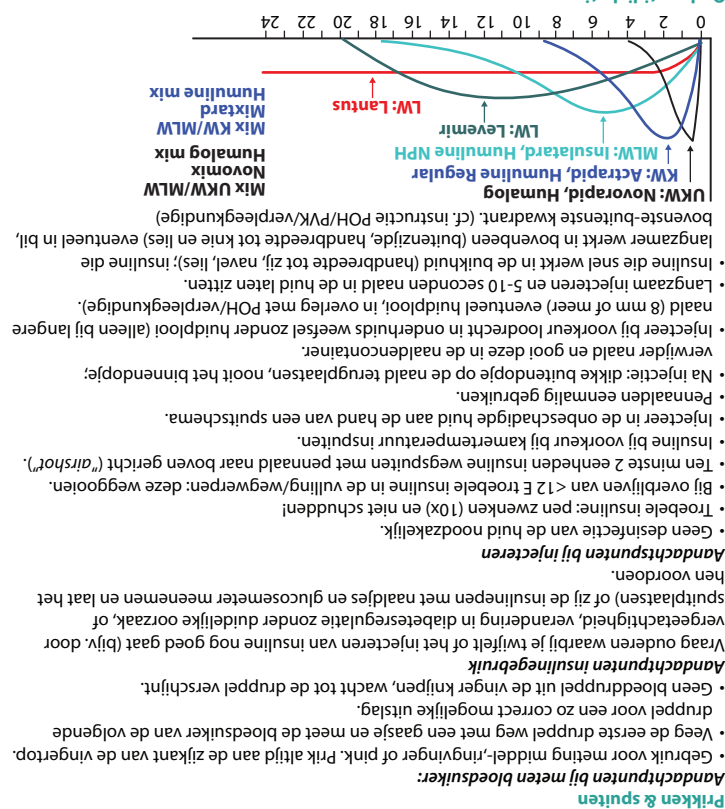 Prikken & spuiten
Aandachtspunten bij meten bloedsuiker:
• Gebruik voor meting middel-,ringvinger of pink. Prik altijd aan de zijkant van de vingertop.
• Veeg de eerste druppel weg met een gaasje en meet de bloedsuiker van de volgende
druppel voor een zo correct mogelijke uitslag.
• Geen bloeddruppel uit de vinger knijpen, wacht tot de druppel verschijnt.
Aandachtspunten insulinegebruik
Vraag ouderen waarbij je twijfelt of het injecteren van insuline nog goed gaat (bijv. door
vergeetachtigheid, verandering in diabetesregulatie zonder duidelijke oorzaak, of
spuitplaatsen) of zij de insulinepen met naaldjes en glucosemeter meenemen en laat het
hen voordoen.
Aandachtspunten bij injecteren
• Geen desinfectie van de huid noodzakelijk.
• Troebele insuline: pen zwenken (10x) en niet schudden!
• Bij overblijven van <12 E troebele insuline in de vulling/wegwerpen: deze weggooien.
• Ten minste 2 eenheden insuline wegspuiten met pennaald naar boven gericht ("airshot").
• Insuline bij voorkeur bij kamertemperatuur inspuiten.
• Injecteer in de onbeschadigde huid aan de hand van een spuitschema.
• Pennaalden eenmalig gebruiken.
• Na injectie: dikke buitendopje op de naald terugplaatsen, nooit het binnendopje;
verwijder naald en gooi deze in de naaldencontainer.
• Injecteer bij voorkeur loodrecht in onderhuids weefsel zonder huidplooi (alleen bij langere
naald (8 mm of meer) eventueel huidplooi, in overleg met POH/verpleegkundige).
• Langzaam injecteren en 5-10 seconden naald in de huid laten zitten.
• Insuline die snel werkt in de buikhuid (handbreedte tot zij, navel, lies); insuline die
langzamer werkt in bovenbeen (buitenzijde, handbreedte tot knie en lies) eventueel in bil,
bovenste-buitenste kwadrant. (cf. instructie POH/PVK/verpleegkundige)
UKW: Novorapid, Humalog
KW: Actrapid, Humuline Regular
MLW: Insulatard, Humuline NPH
LW: Levemir
LW: Lantus
Mix UKW/MLW
Novomix
Humalog mix
Mix KW/MLW
Mixtard
Humuline mix
0 2 4 6 8 10 12 14 16 18 20 22 24